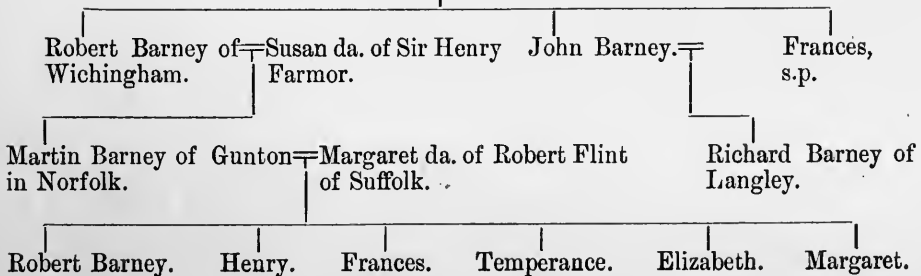 Robert Barney of Susan da. of Sir Henry John Barney. Frances,
Wichingham. Farmor. s.p.
Martin Barney of Gunton Margaret da. of Robert Flint Richard Barney of
in Norfolk. of Suffolk. Langley.
Robert Barney. Henry. Frances. Temperance. Elizabeth. Margaret.